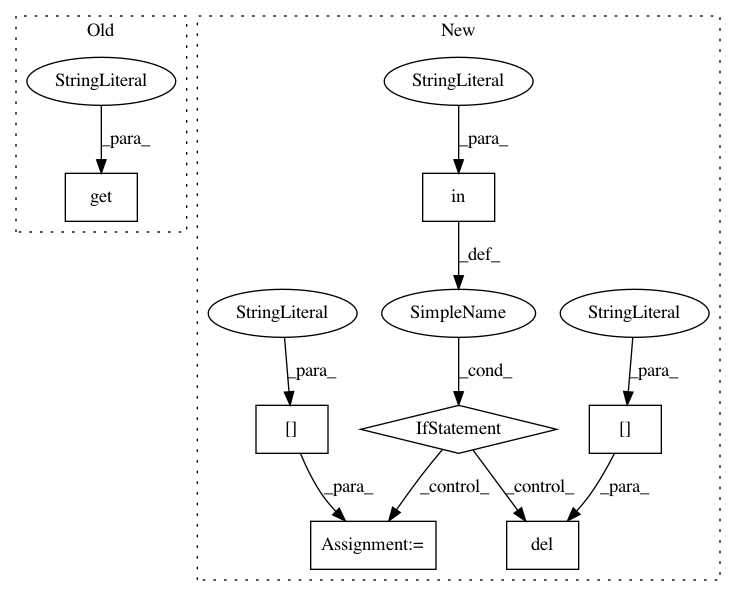 Old
New
StringLiteral
StringLiteral
_para_
_para_
get
in
_def_
StringLiteral
SimpleName
StringLiteral
_para_
_cond_
_para_
[]
IfStatement
[]
_para_
_control_
_control_
_para_
Assignment:=
del